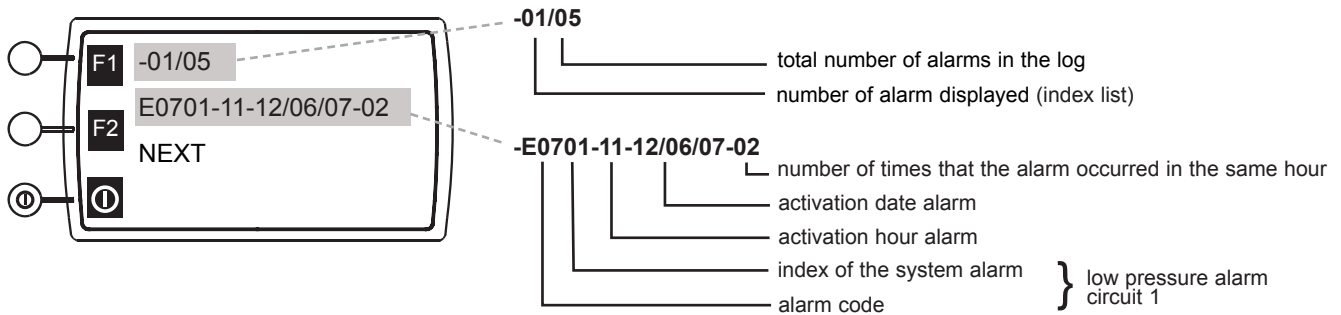 F1 -01/05
F2 E0701-11-12/06/07-02
NEXT
-01/05
total number of alarms in the log
number of alarm displayed (index list)
-E0701-11-12/06/07-02
number of times that the alarm occurred in the same hour
activation date alarm
activation hour alarm
index of the system alarm
alarm code
} low pressure alarm
circuit 1